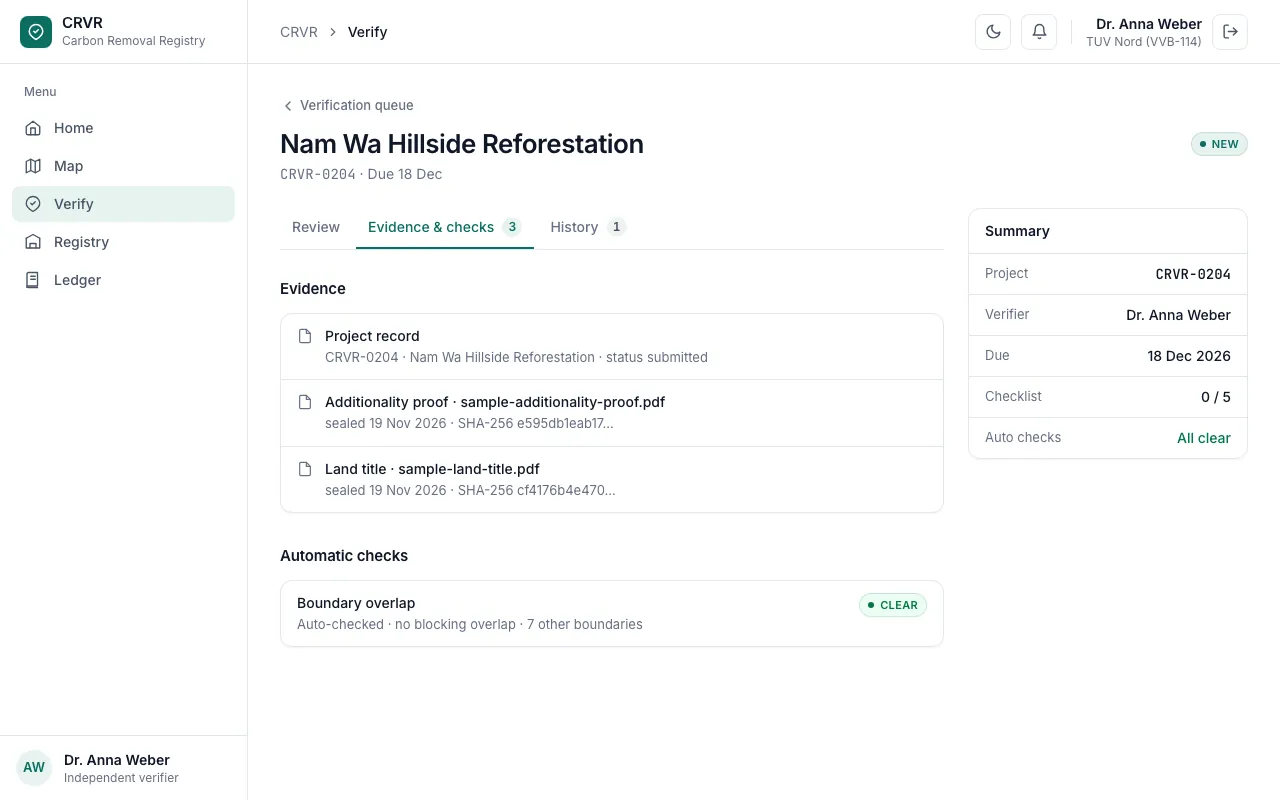 CRVR
Carbon Removal Registry
CRVR > Verify
Dr. Anna Weber
TUV Nord (VVB-114)
Menu
Home
Map
Verify
Registry
Ledger
Verification queue
Nam Wa Hillside Reforestation
NEW
CRVR-0204 · Due 18 Dec
Review
Evidence & checks 3
History 1
Evidence
Project record
CRVR-0204 · Nam Wa Hillside Reforestation · status submitted
Additionality proof · sample-additionality-proof.pdf
sealed 19 Nov 2026 · SHA-256 e595db1eab17…
Land title · sample-land-title.pdf
sealed 19 Nov 2026 · SHA-256 cf4176b4e470…
Automatic checks
Boundary overlap
CLEAR
Auto-checked · no blocking overlap · 7 other boundaries
Summary
Project CRVR-0204
Verifier Dr. Anna Weber
Due 18 Dec 2026
Checklist 0 / 5
Auto checks All clear
AW
Dr. Anna Weber
Independent verifier